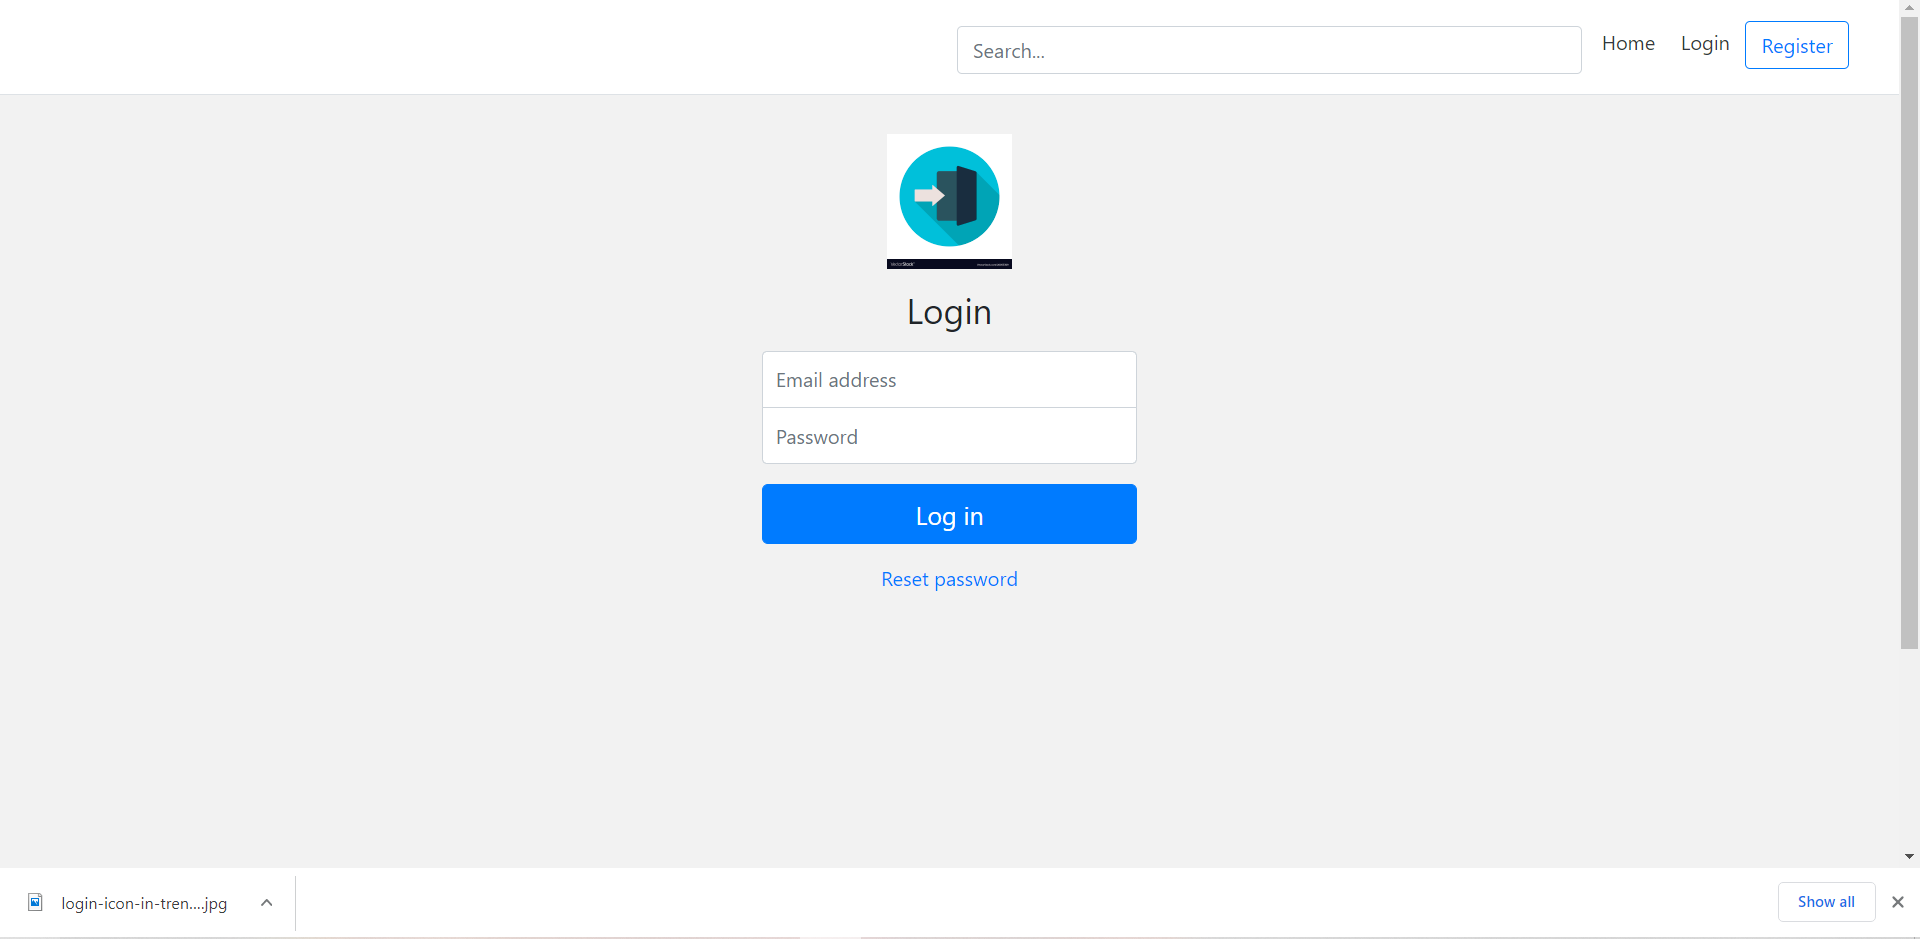 Search...
Home
Login
Register
VectorStock
Login
Email address
Password
Log in
Reset password
login-icon-in-tren....jpg
Show all